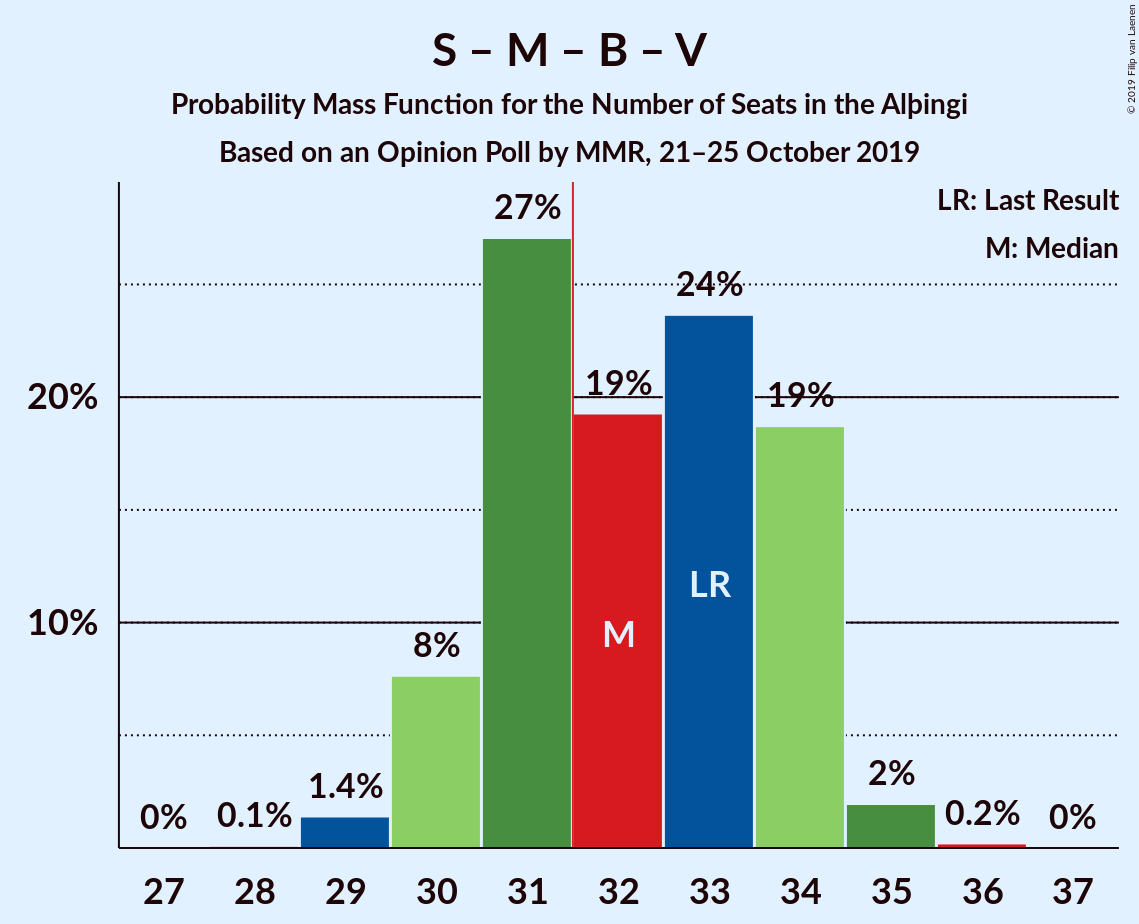 S – M – B – V
Probability Mass Function for the Number of Seats in the Alþingi
Based on an Opinion Poll by MMR, 21–25 October 2019
© 2019 Filip van Laenen
LR: Last Result
M: Median
27%
24%
19%
19%
20%
LR
M
10%
8%
2%
1.4%
0%
0.1%
0.2%
0%
27 28 29 30 31 32 33 34 35 36 37